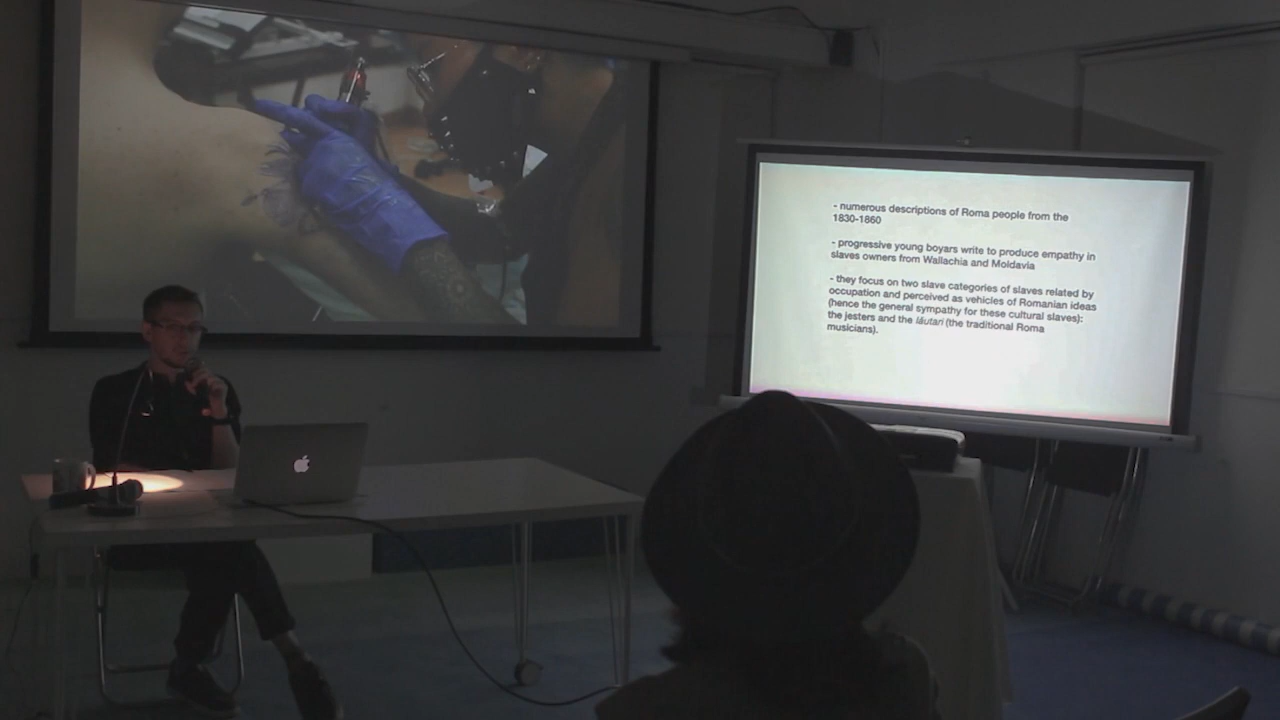 - numerous descriptions of Roma people from the
1830-1860
- progressive young boyars write to produce empathy in
slaves owners from Wallachia and Moldavia
- they focus on two slave categories of slaves related by
occupation and perceived as vehicles of Romanian ideas
(hence the general sympathy for these cultural slaves):
the jesters and the lăutari (the traditional Roma
musicians).